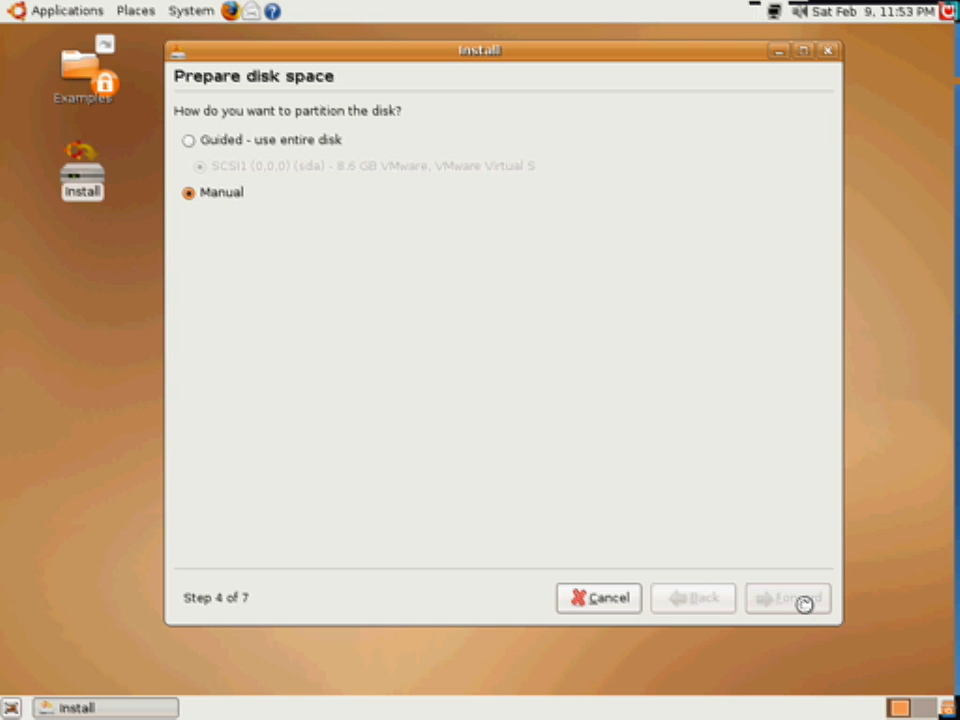 Applications Places System
Sat Feb 9, 11:53 PM
Examples
Install
Install
Prepare disk space
How do you want to partition the disk?
Guided - use entire disk
SCSI1 (0,0,0) (sda) - 8.6 GB VMware, VMware Virtual S
Manual
Step 4 of 7
Cancel
Back
Install